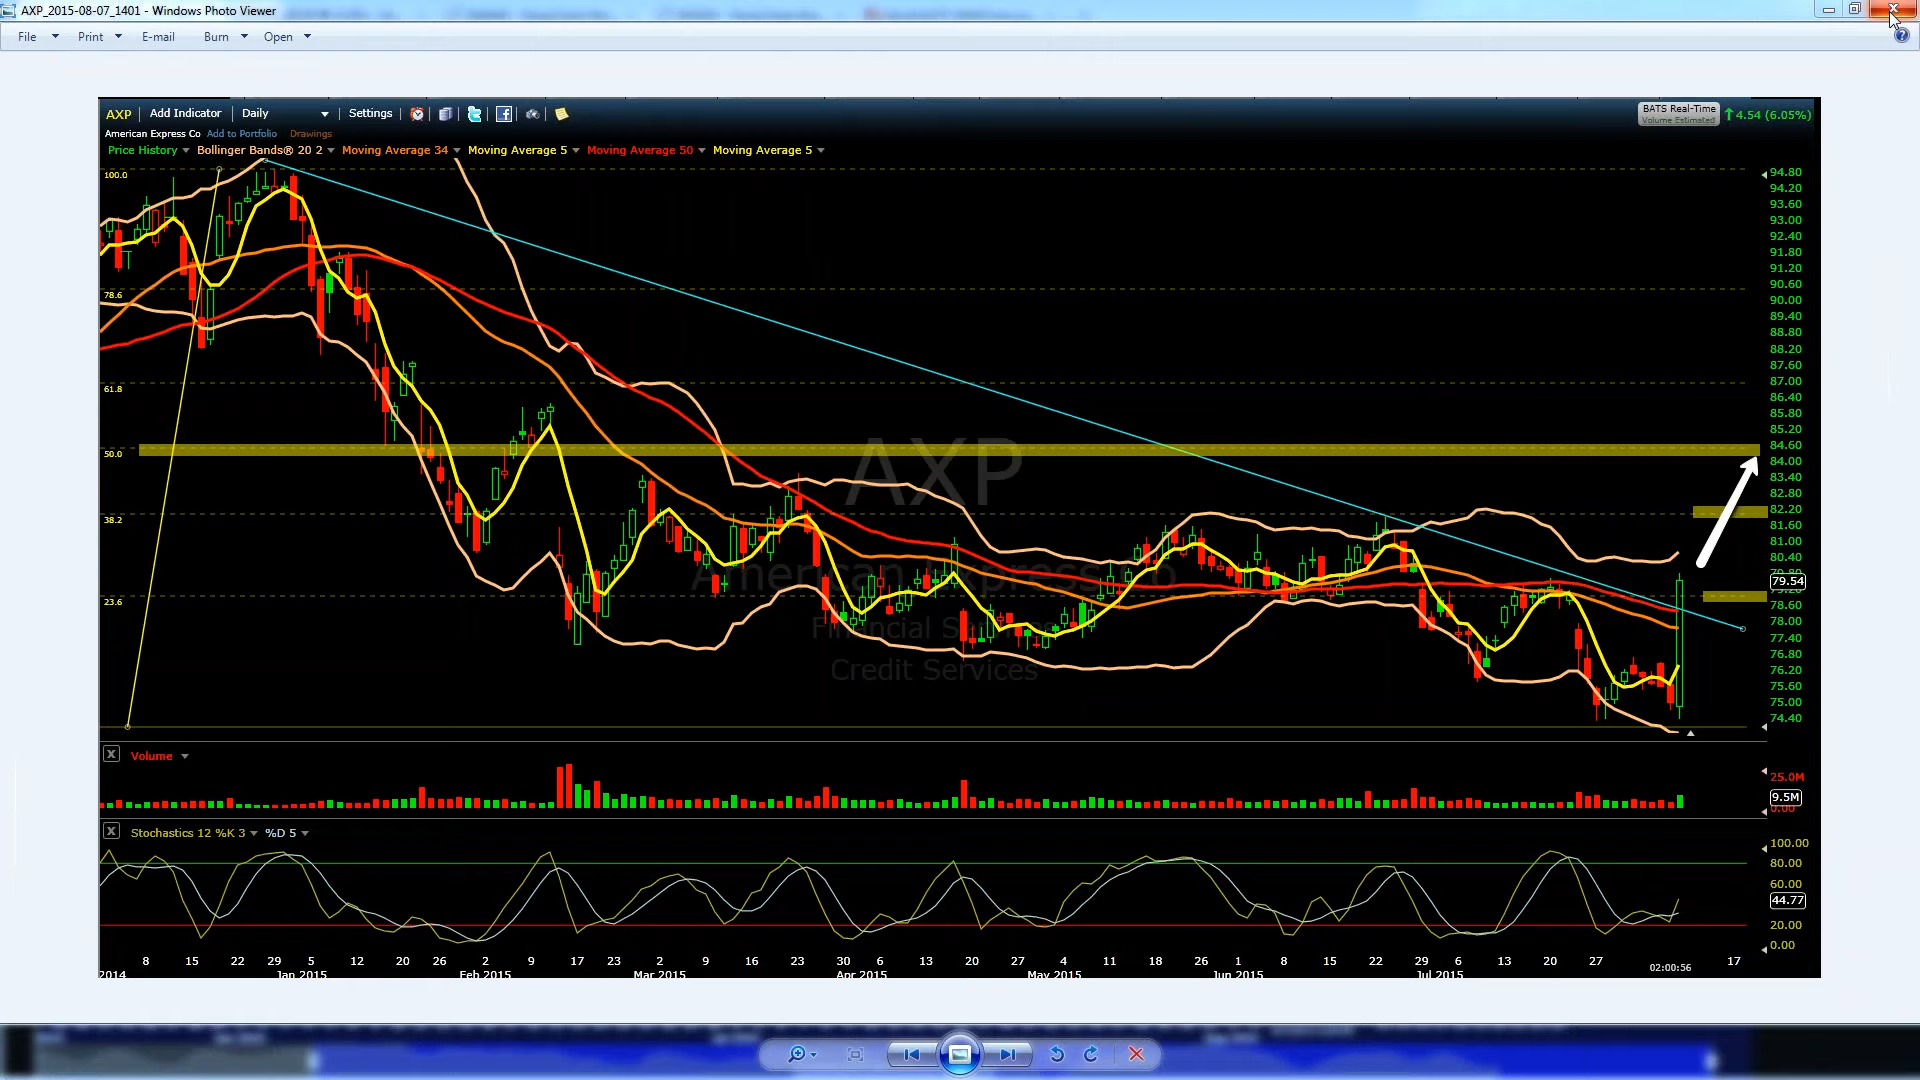 AXP_2015-08-07_1401 - Windows Photo Viewer
File Print E-mail Burn Open
AXP Add Indicator Daily Settings
BATS Real-Time
Volume Estimated
4.54 (6.05%)
American Express Co Add to Portfolio Drawings
Price History Bollinger Bands® 20 2 Moving Average 34 Moving Average 5 Moving Average 50 Moving Average 5
100.0
78.6
61.8
50.0
38.2
23.6
AXP
American Express Co
Financial Services
Credit Services
94.80
94.20
93.60
93.00
92.40
91.80
91.20
90.60
90.00
89.40
88.80
88.20
87.60
87.00
86.40
85.80
85.20
84.60
84.00
83.40
82.80
82.20
81.60
81.00
80.40
79.54
78.60
78.00
77.40
76.80
76.20
75.60
75.00
74.40
X Volume
25.0M
9.5M
0.00
X Stochastics 12 %K 3 %D 5
100.00
80.00
60.00
44.77
20.00
0.00
8 15 22 29 5 12 20 26 2 9 17 23 2 9 16 23 30 6 13 20 27 4 11 18 26 1 8 15 22 29 6 13 20 27 17
2014 Jan 2015 Feb 2015 Mar 2015 Apr 2015 May 2015 Jun 2015 Jul 2015
02:00:56